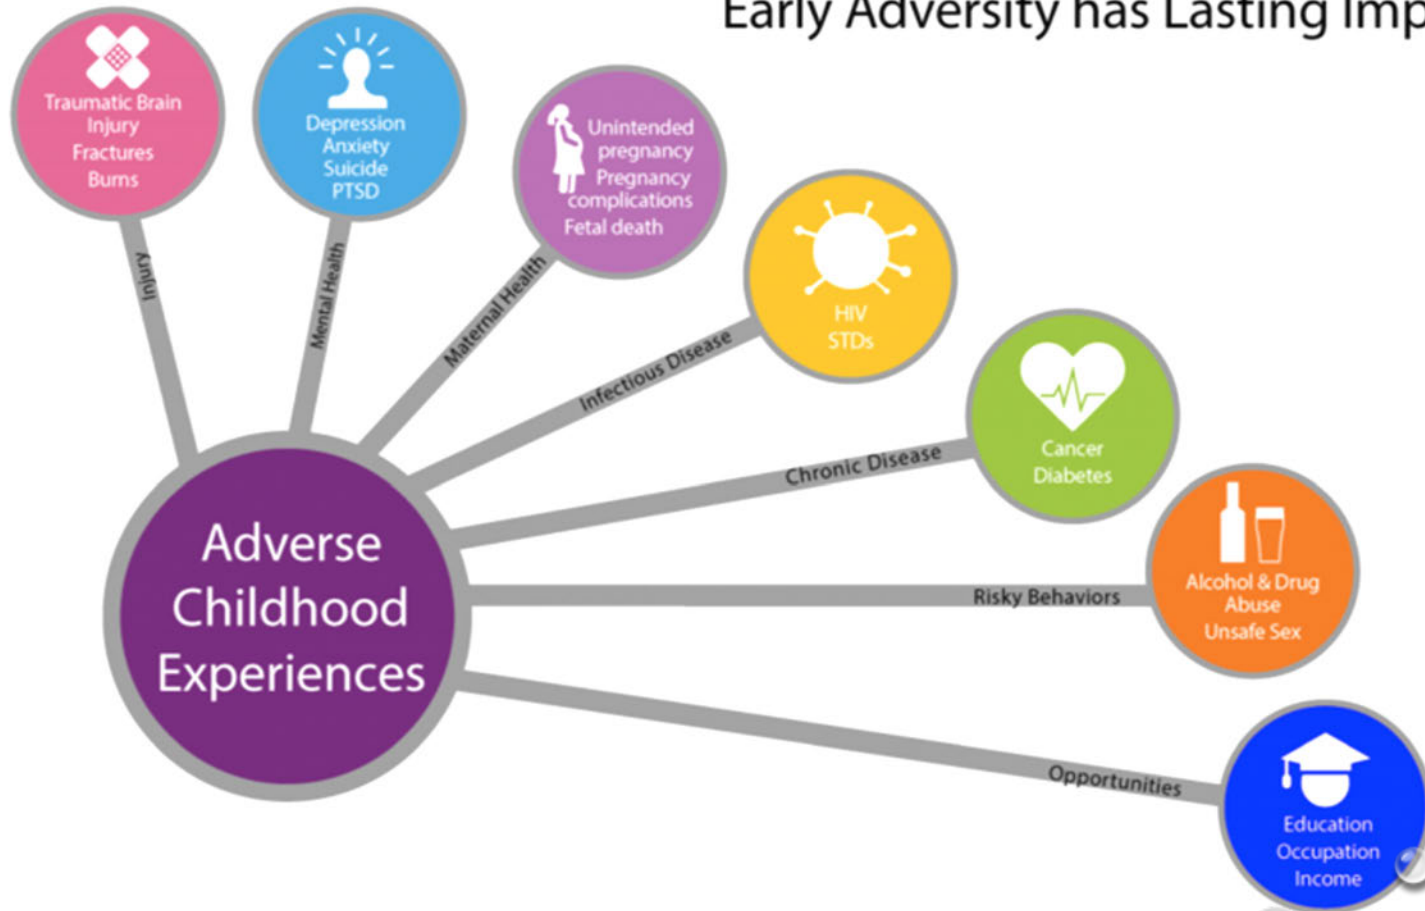 Early Adversity has Lasting Imp
Traumatic Brain
Injury
Fractures
Burns
Depression
Anxiety
Suicide
PTSD
Unintended
pregnancy
Pregnancy
complications
Fetal death
HIV
STDs
Cancer
Diabetes
Alcohol & Drug
Abuse
Unsafe Sex
Education
Occupation
Income
Injury
Mental Health
Maternal Health
Infectious Disease
Chronic Disease
Risky Behaviors
Opportunities
Adverse
Childhood
Experiences